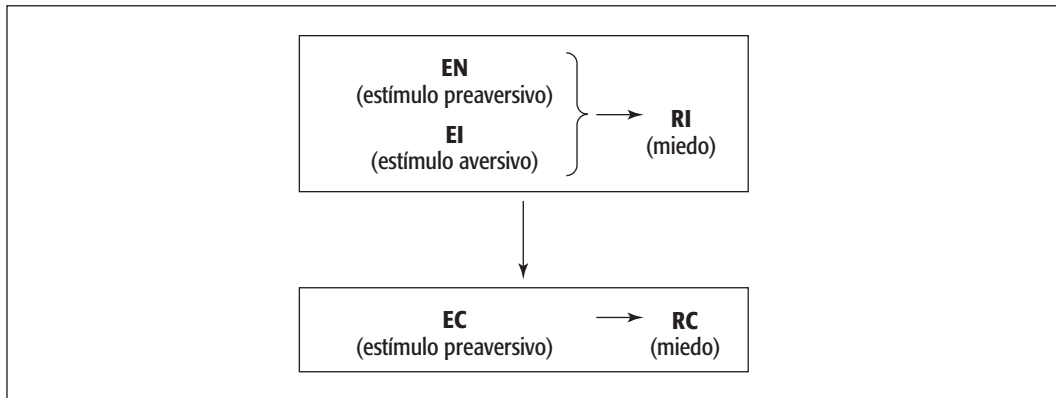 EN
(estímulo preaversivo)
EI
(estímulo aversivo)
RI
(miedo)
EC
(estímulo preaversivo)
RC
(miedo)